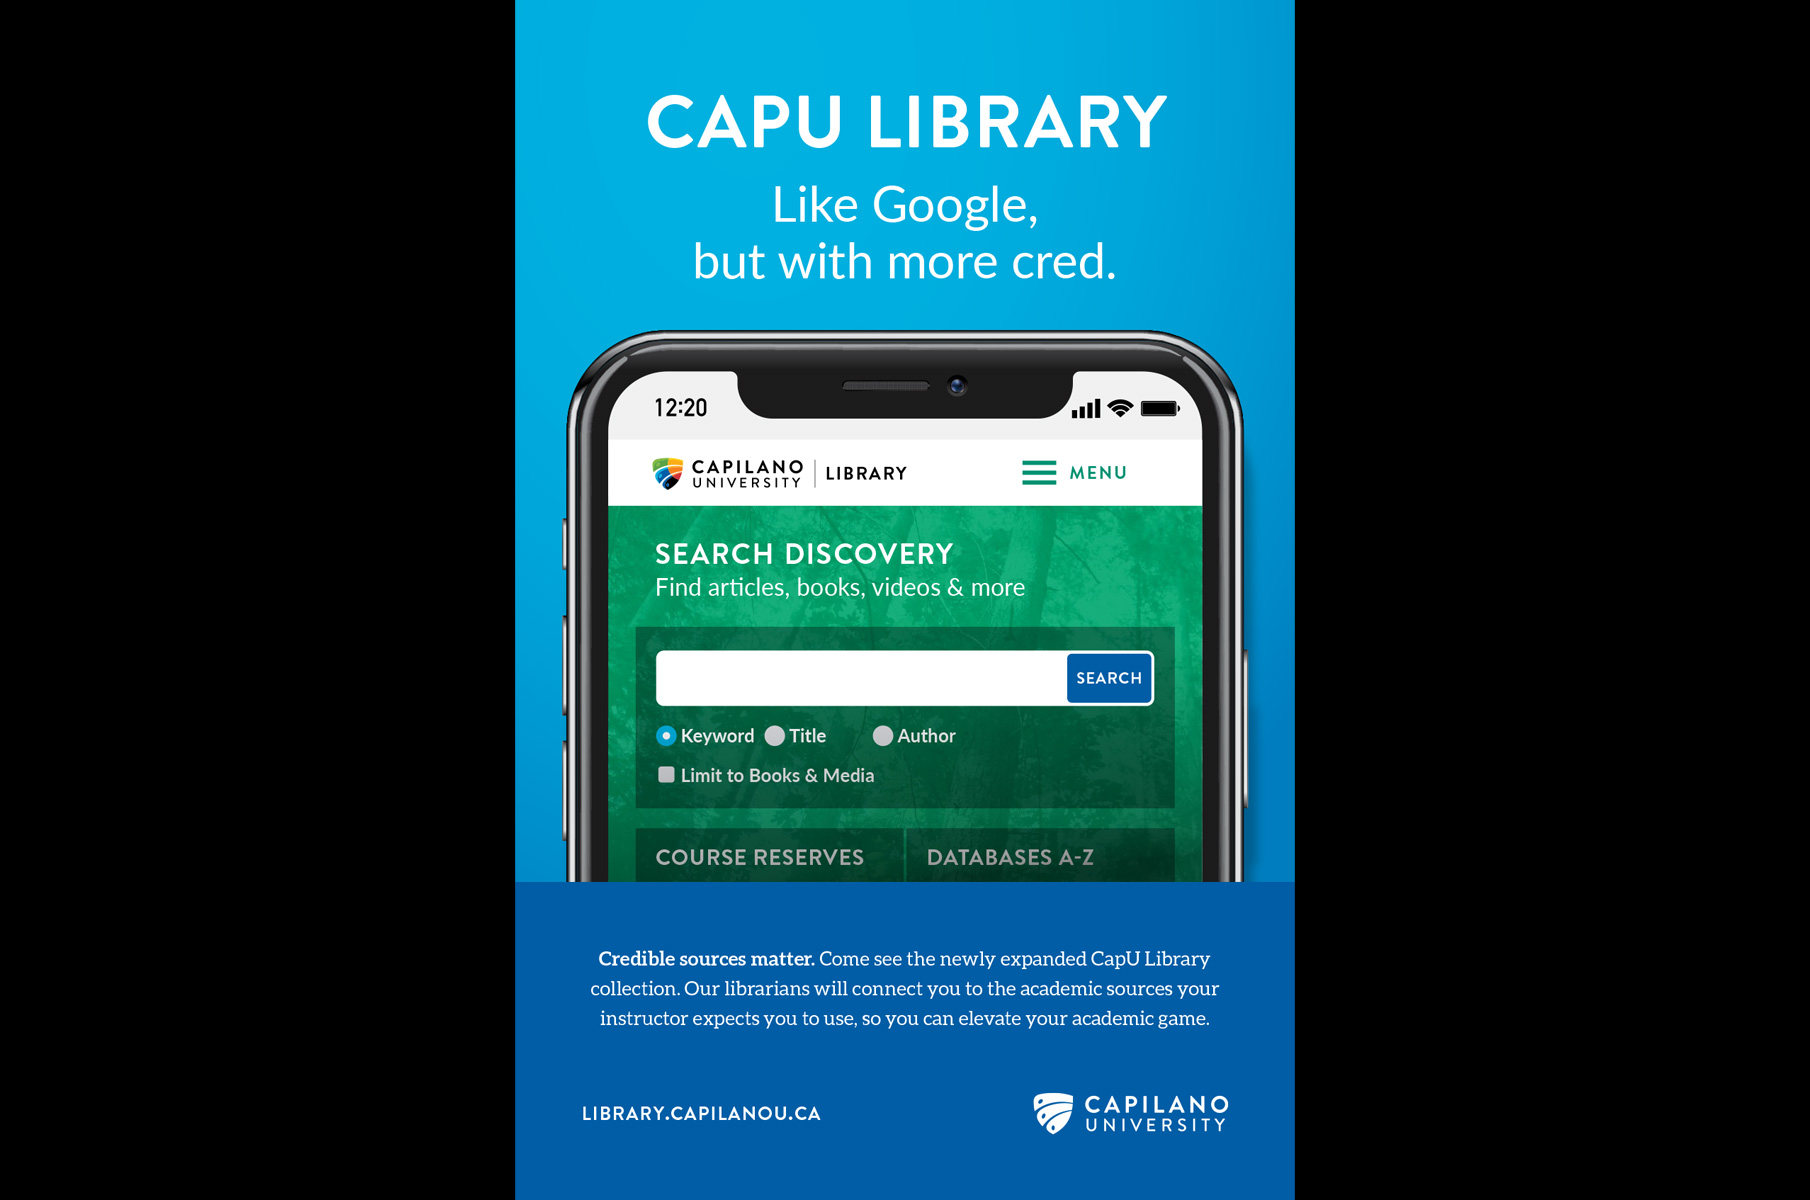 CAPU LIBRARY
Like Google,
but with more cred.
12:20
CAPILANO UNIVERSITY | LIBRARY
MENU
SEARCH DISCOVERY
Find articles, books, videos & more
SEARCH
Keyword Title Author
Limit to Books & Media
COURSE RESERVES DATABASES A-Z
Credible sources matter. Come see the newly expanded CapU Library
collection. Our librarians will connect you to the academic sources your
instructor expects you to use, so you can elevate your academic game.
LIBRARY.CAPILANOU.CA
CAPILANO
UNIVERSITY